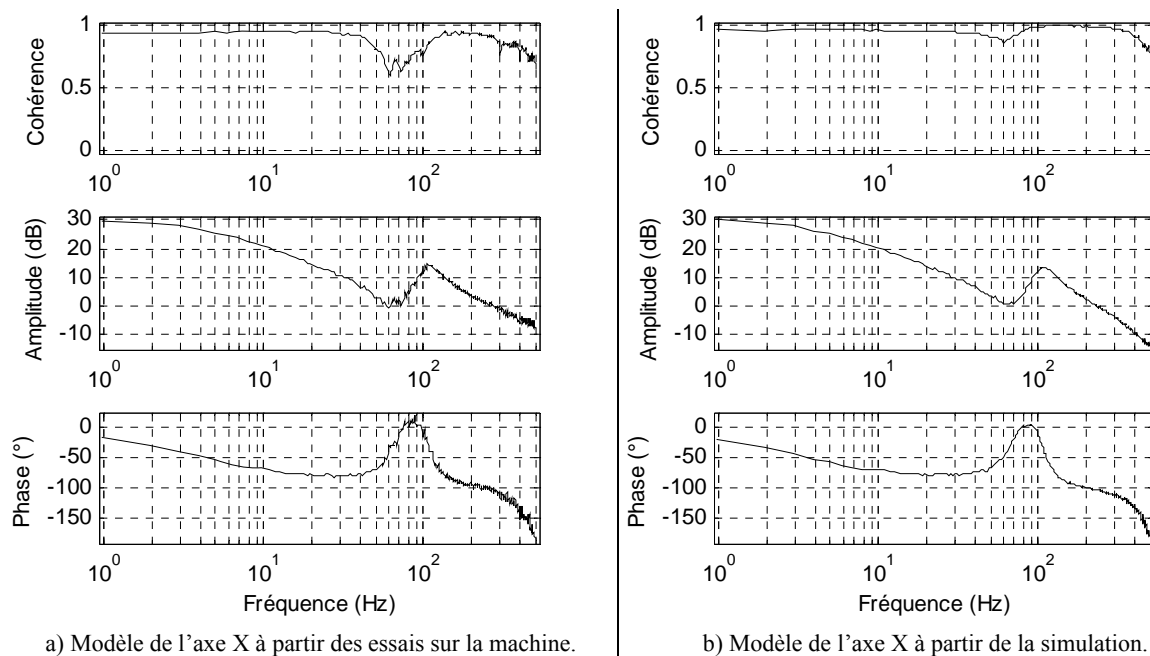 Cohérence
1
0.5
0
10^0 10^1 10^2
Amplitude (dB)
30
20
10
0
-10
10^0 10^1 10^2
Phase (°)
0
-50
-100
-150
10^0 10^1 10^2
Fréquence (Hz)
a) Modèle de l'axe X à partir des essais sur la machine.
Cohérence
1
0.5
0
10^0 10^1 10^2
Amplitude (dB)
30
20
10
0
-10
10^0 10^1 10^2
Phase (°)
0
-50
-100
-150
10^0 10^1 10^2
Fréquence (Hz)
b) Modèle de l'axe X à partir de la simulation.